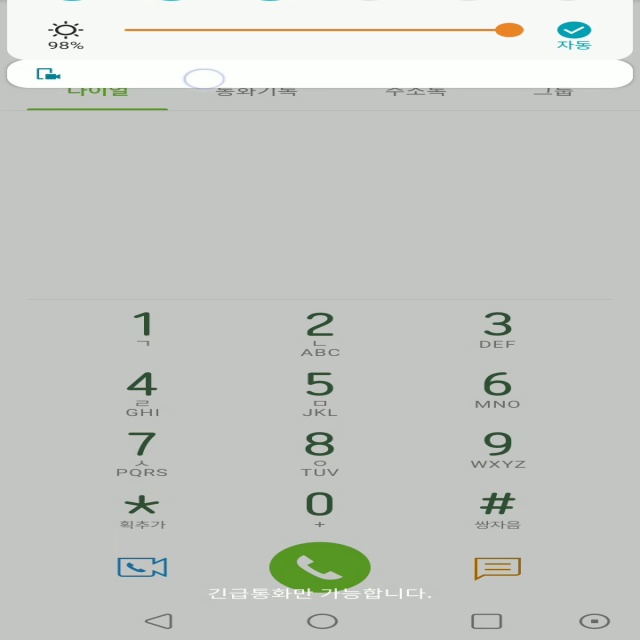 98%
자동
다이얼 통화기록 주소록 그룹
1 2 3
ㄱ ㄴ
ABC DEF
4 5 6
ㄹ ㅁ
GHI JKL MNO
7 8 9
ㅅ ㅇ
PQRS TUV WXYZ
* 0 #
획추가 + 쌍자음
긴급통화만 가능합니다.